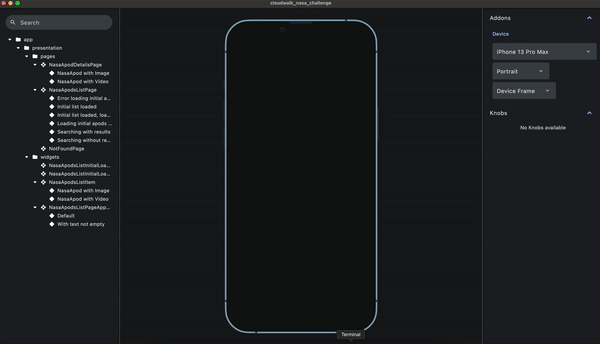 cloudwalk_nasa_challenge
Search
app
presentation
pages
NasaApodDetailsPage
NasaApod with Image
NasaApod with Video
NasaApodsListPage
Error loading initial a...
Initial list loaded
Initial list loaded, loa...
Loading initial apods ...
Searching with results
Searching without re...
NotFoundPage
widgets
NasaApodsListInitialLoa...
NasaApodsListInitialLoa...
NasaApodsListItem
NasaApod with Image
NasaApod with Video
NasaApodsListPageApp...
Default
With text not empty
Terminal
Addons
Device
iPhone 13 Pro Max
Portrait
Device Frame
Knobs
No Knobs available